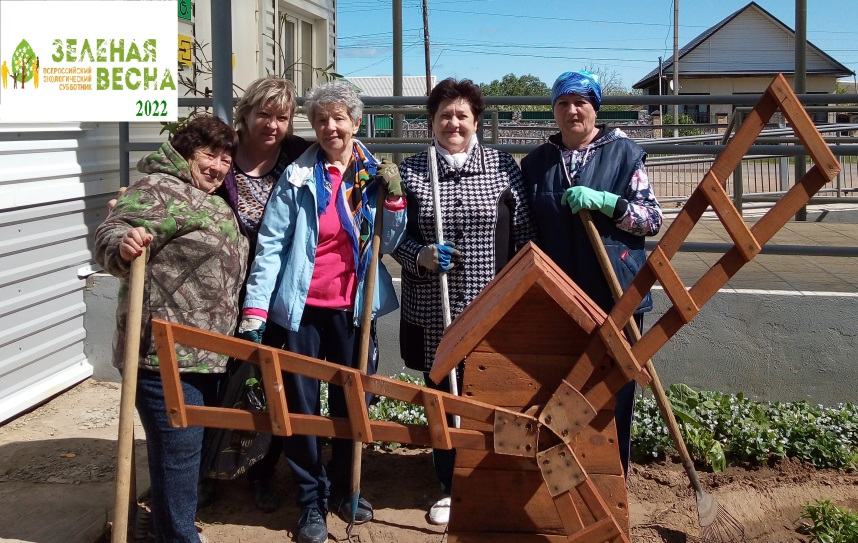 ЗЕЛЕНАЯ
ВСЕРОССИЙСКИЙ
ЭКОЛОГИЧЕСКИЙ
СУББОТНИК
ВЕСНА
2022